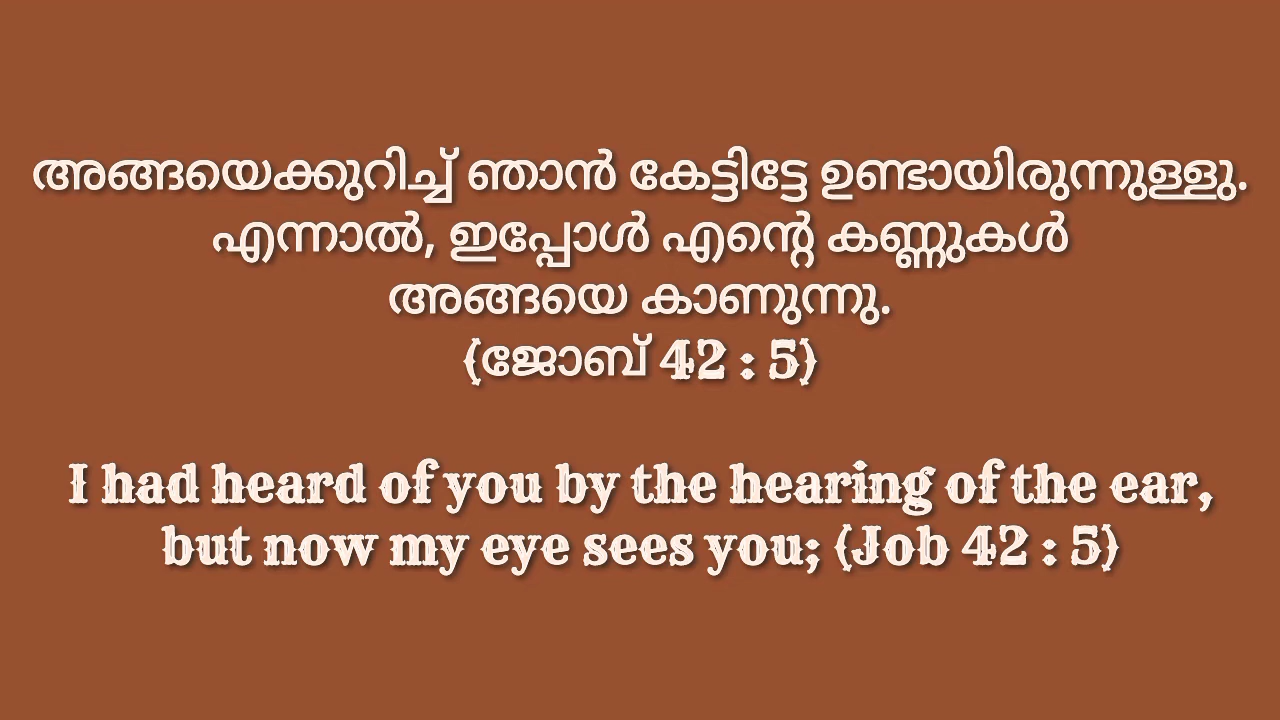 അങ്ങയെക്കുറിച്ച് ഞാൻ കേട്ടിട്ടേ ഉണ്ടായിരുന്നുള്ളു.
എന്നാൽ, ഇപ്പോൾ എന്റെ കണ്ണുകൾ
അങ്ങയെ കാണുന്നു.
(ജോബ് 42 : 5)
I had heard of you by the hearing of the ear,
but now my eye sees you; (Job 42 : 5)